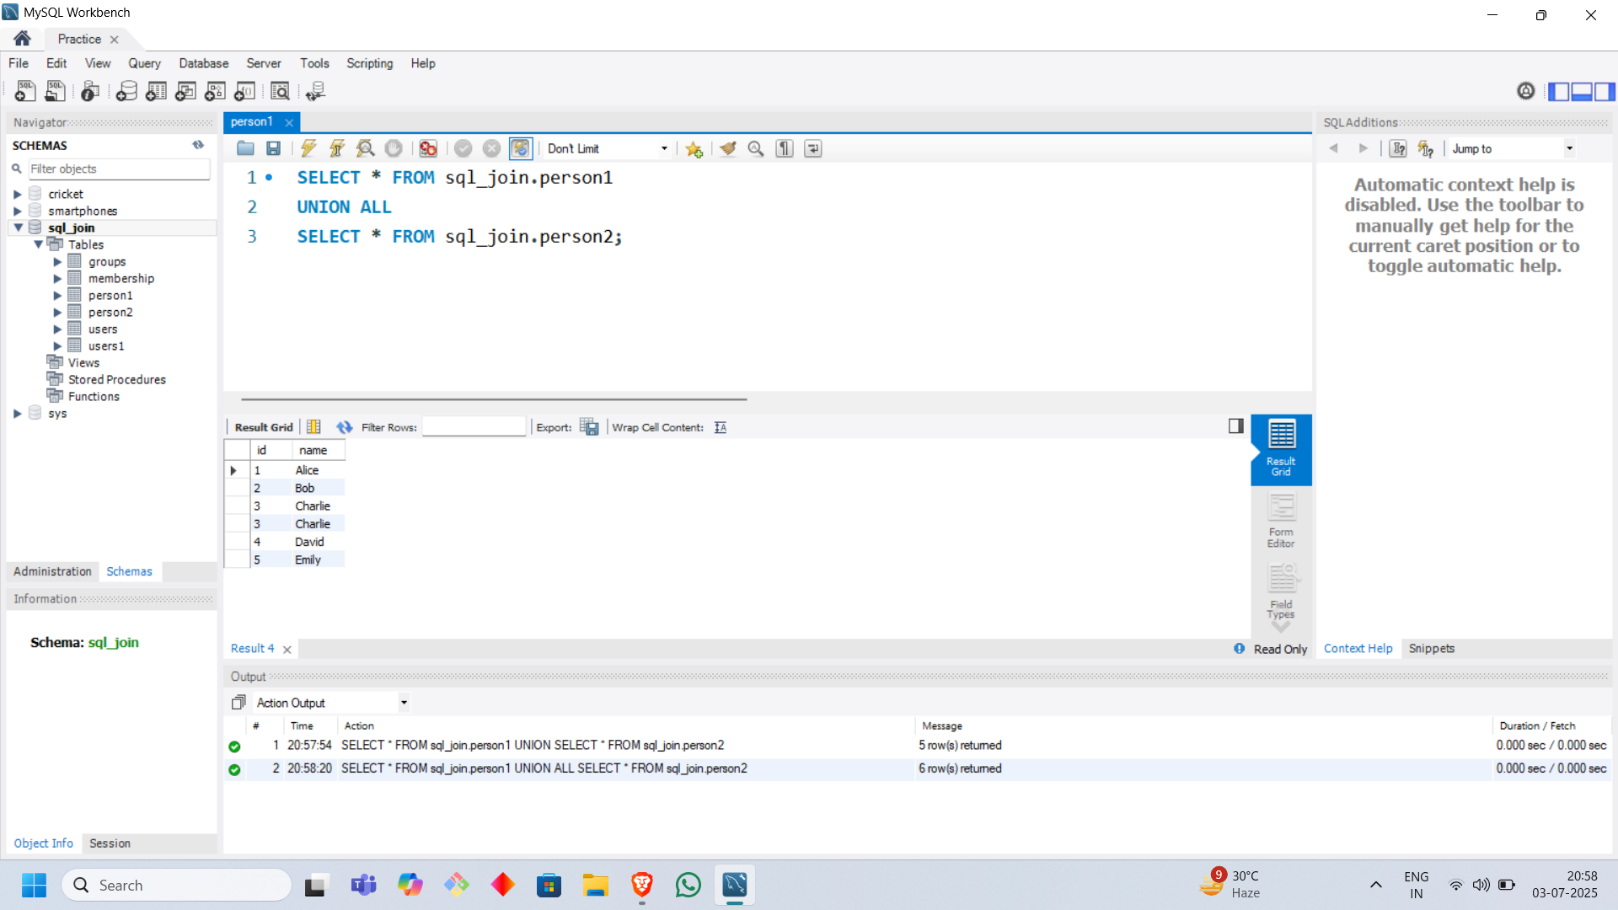 MySQL Workbench
Practice
File Edit View Query Database Server Tools Scripting Help
Navigator
SCHEMAS
Filter objects
cricket
smartphones
sql_join
Tables
groups
membership
person1
person2
users
users1
Views
Stored Procedures
Functions
sys
Administration Schemas
Information
Schema: sql_join
Object Info Session
person1
Don't Limit
1 SELECT * FROM sql_join.person1
2 UNION ALL
3 SELECT * FROM sql_join.person2;
Result Grid Filter Rows: Export: Wrap Cell Content:
id name
1 Alice
2 Bob
3 Charlie
3 Charlie
4 David
5 Emily
Result Grid
Form Editor
Field Types
Result 4
Read Only
SQLAdditions
Jump to
Automatic context help is
disabled. Use the toolbar to
manually get help for the
current caret position or to
toggle automatic help.
Context Help Snippets
Output
Action Output
# Time Action Message Duration / Fetch
1 20:57:54 SELECT * FROM sql_join.person1 UNION SELECT * FROM sql_join.person2 5 row(s) returned 0.000 sec / 0.000 sec
2 20:58:20 SELECT * FROM sql_join.person1 UNION ALL SELECT * FROM sql_join.person2 6 row(s) returned 0.000 sec / 0.000 sec
Search
9
30°C
Haze
ENG
IN
20:58
03-07-2025